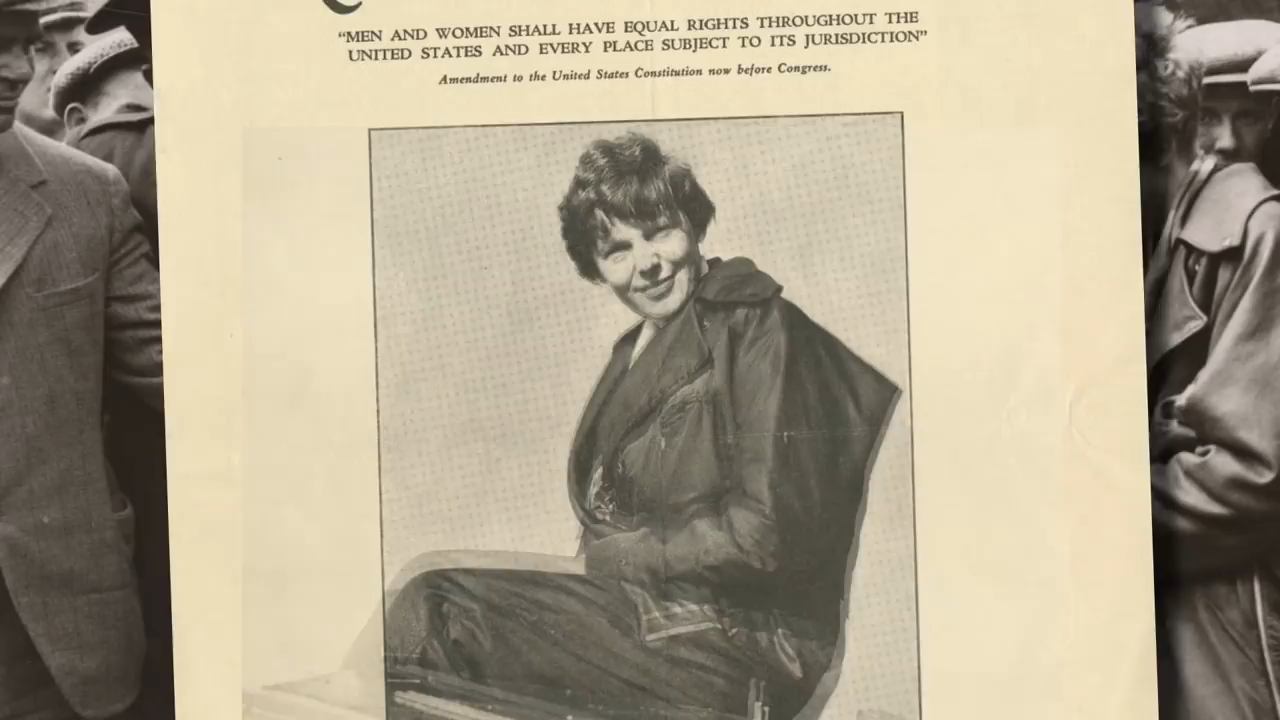 “MEN AND WOMEN SHALL HAVE EQUAL RIGHTS THROUGHOUT THE
UNITED STATES AND EVERY PLACE SUBJECT TO ITS JURISDICTION”
Amendment to the United States Constitution now before Congress.